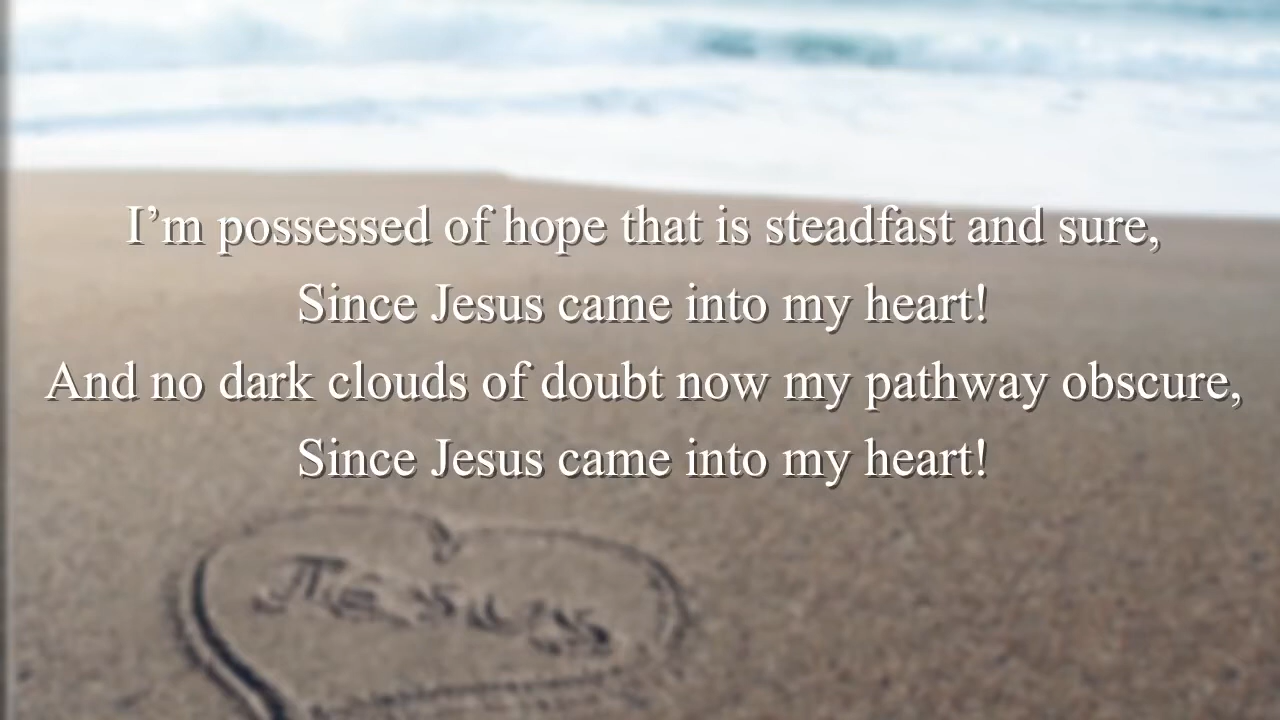 I’m possessed of hope that is steadfast and sure,
Since Jesus came into my heart!
And no dark clouds of doubt now my pathway obscure,
Since Jesus came into my heart!
Jesus